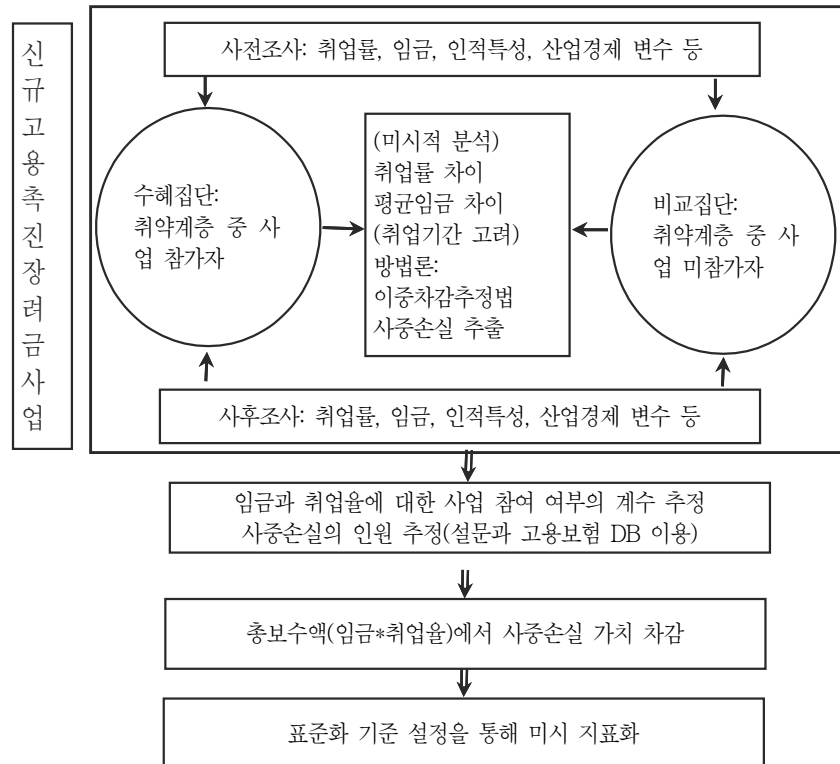 신규고용촉진장려금사업
사전조사: 취업률, 임금, 인적특성, 산업경제 변수 등
수혜집단:
취약계층 중 사
업 참가자
(미시적 분석)
취업률 차이
평균임금 차이
(취업기간 고려)
방법론:
이중차감추정법
사중손실 추출
비교집단:
취약계층 중 사
업 미참가자
사후조사: 취업률, 임금, 인적특성, 산업경제 변수 등
임금과 취업율에 대한 사업 참여 여부의 계수 추정
사중손실의 인원 추정(설문과 고용보험 DB 이용)
총보수액(임금*취업율)에서 사중손실 가치 차감
표준화 기준 설정을 통해 미시 지표화